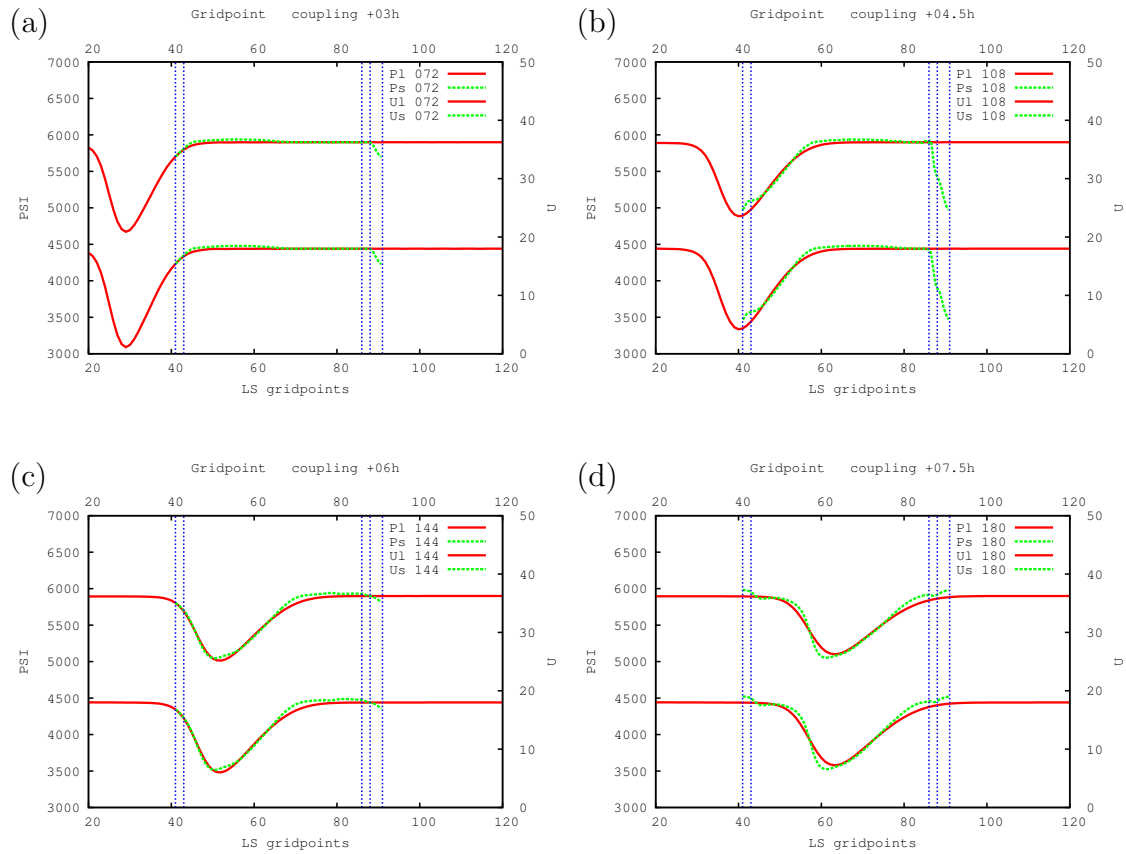 (a)
Gridpoint coupling +03h
20 40 60 80 100 120
7000
6500
6000
5500
5000
4500
4000
3500
3000
PSI
50
40
30
20
10
0
U
Pl 072
Ps 072
Ul 072
Us 072
20 40 60 80 100 120
LS gridpoints
(b)
Gridpoint coupling +04.5h
20 40 60 80 100 120
7000
6500
6000
5500
5000
4500
4000
3500
3000
PSI
50
40
30
20
10
0
U
Pl 108
Ps 108
Ul 108
Us 108
20 40 60 80 100 120
LS gridpoints
(c)
Gridpoint coupling +06h
20 40 60 80 100 120
7000
6500
6000
5500
5000
4500
4000
3500
3000
PSI
50
40
30
20
10
0
U
Pl 144
Ps 144
Ul 144
Us 144
20 40 60 80 100 120
LS gridpoints
(d)
Gridpoint coupling +07.5h
20 40 60 80 100 120
7000
6500
6000
5500
5000
4500
4000
3500
3000
PSI
50
40
30
20
10
0
U
Pl 180
Ps 180
Ul 180
Us 180
20 40 60 80 100 120
LS gridpoints